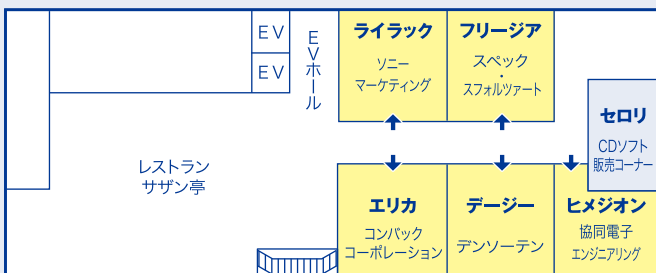 EV
EV
EVホール
ライラック
ソニー
マーケティング
フリージア
スペック
・
スフォルツァート
セロリ
CDソフト
販売コーナー
レストラン
サザン亭
エリカ
コンパック
コーポレーション
デージー
デンソーテン
ヒメジオン
協同電子
エンジニアリング